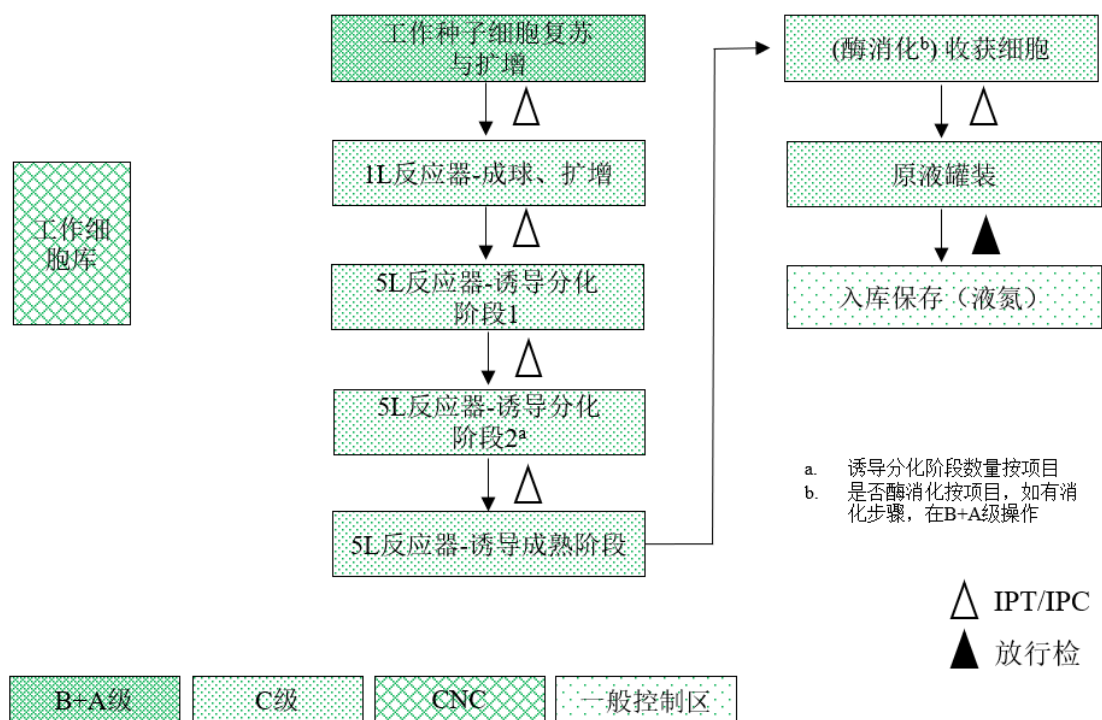 工作种子细胞复苏
与扩增
1L反应器-成球、扩增
工作细
胞库
5L反应器-诱导分化
阶段1
5L反应器-诱导分化
阶段2ᵃ
5L反应器-诱导成熟阶段
(酶消化ᵇ) 收获细胞
原液罐装
入库保存（液氮）
a. 诱导分化阶段数量按项目
b. 是否酶消化按项目，如有消
化步骤，在B+A级操作
IPT/IPC
放行检
B+A级
C级
CNC
一般控制区